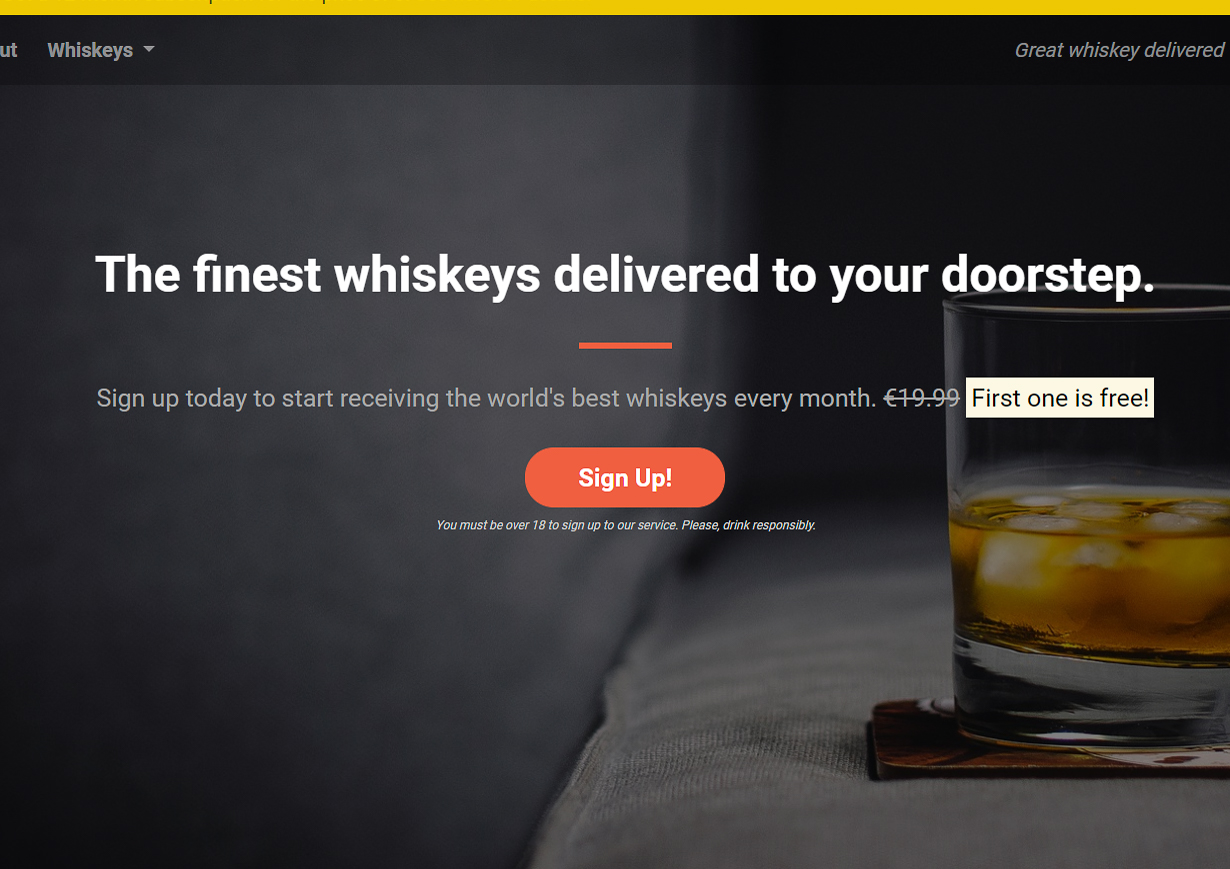 ut Whiskeys Great whiskey delivered
The finest whiskeys delivered to your doorstep.
Sign up today to start receiving the world's best whiskeys every month. €19.99 First one is free!
Sign Up!
You must be over 18 to sign up to our service. Please, drink responsibly.